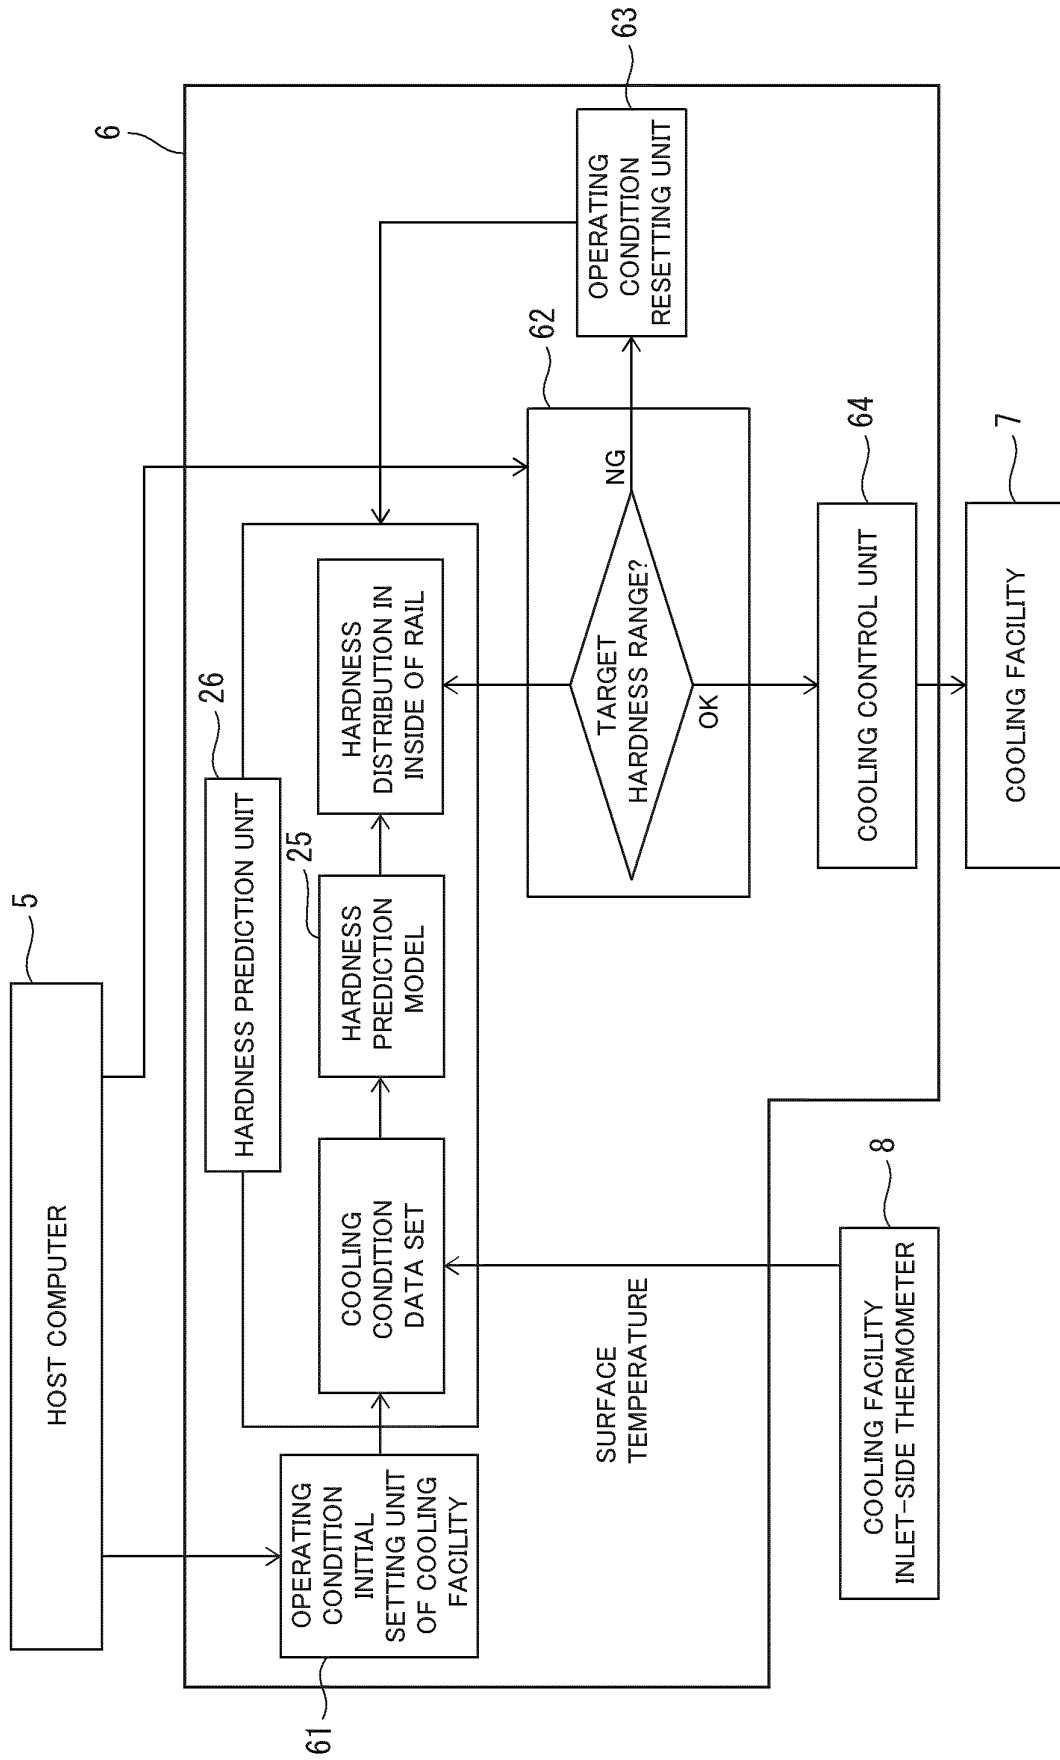 5
HOST COMPUTER
6
26
HARDNESS PREDICTION UNIT
61
OPERATING
CONDITION
INITIAL
SETTING UNIT
OF COOLING
FACILITY
COOLING
CONDITION
DATA SET
25
HARDNESS
PREDICTION
MODEL
HARDNESS
DISTRIBUTION IN
INSIDE OF RAIL
62
TARGET
HARDNESS RANGE?
NG
OK
63
OPERATING
CONDITION
RESETTING UNIT
SURFACE
TEMPERATURE
64
COOLING CONTROL UNIT
8
COOLING FACILITY
INLET-SIDE THERMOMETER
7
COOLING FACILITY